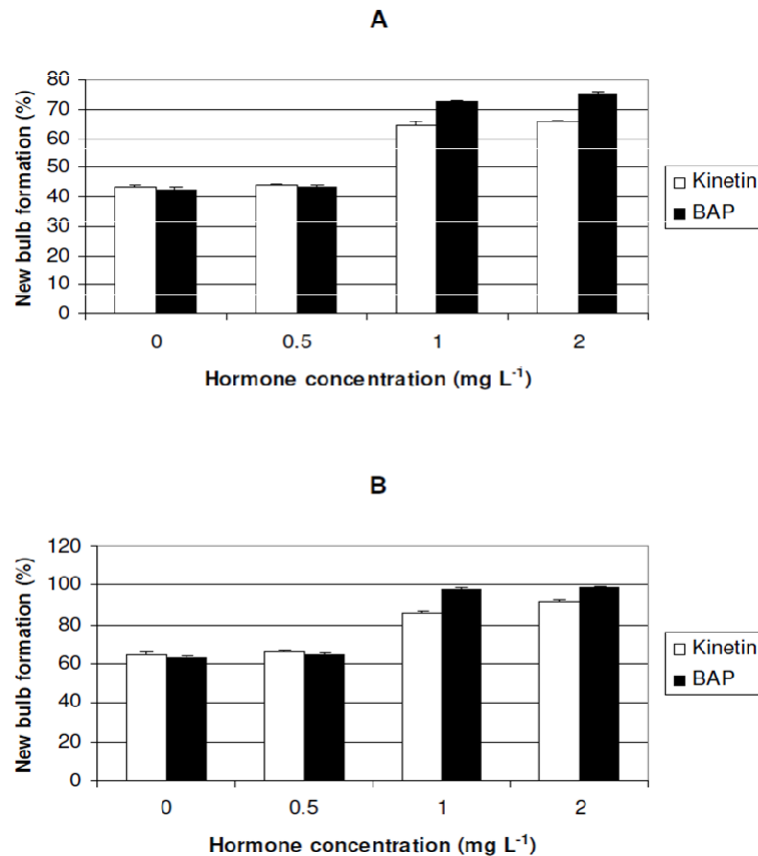 A
New bulb formation (%)
80
70
60
50
40
30
20
10
0
0 0.5 1 2
Hormone concentration (mg L⁻¹)
Kinetin
BAP
B
New bulb formation (%)
120
100
80
60
40
20
0
0 0.5 1 2
Hormone concentration (mg L⁻¹)
Kinetin
BAP